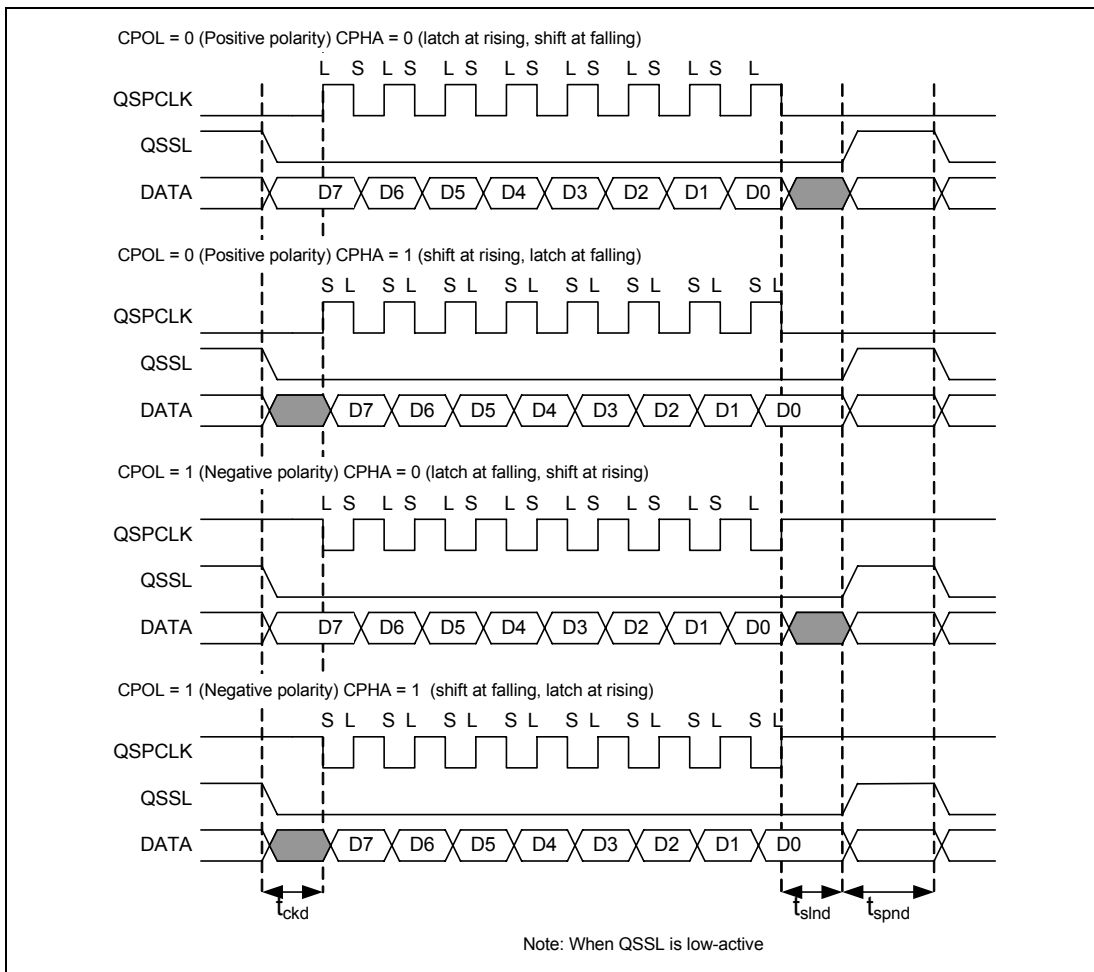 CPOL = 0 (Positive polarity) CPHA = 0 (latch at rising, shift at falling)
L S L S L S L S L S L S L S L
QSPCLK
QSSL
DATA D7 D6 D5 D4 D3 D2 D1 D0
CPOL = 0 (Positive polarity) CPHA = 1 (shift at rising, latch at falling)
S L S L S L S L S L S L S L S L
QSPCLK
QSSL
DATA D7 D6 D5 D4 D3 D2 D1 D0
CPOL = 1 (Negative polarity) CPHA = 0 (latch at falling, shift at rising)
L S L S L S L S L S L S L S L
QSPCLK
QSSL
DATA D7 D6 D5 D4 D3 D2 D1 D0
CPOL = 1 (Negative polarity) CPHA = 1 (shift at falling, latch at rising)
S L S L S L S L S L S L S L S L
QSPCLK
QSSL
DATA D7 D6 D5 D4 D3 D2 D1 D0
tckd tslnd tspnd
Note: When QSSL is low-active